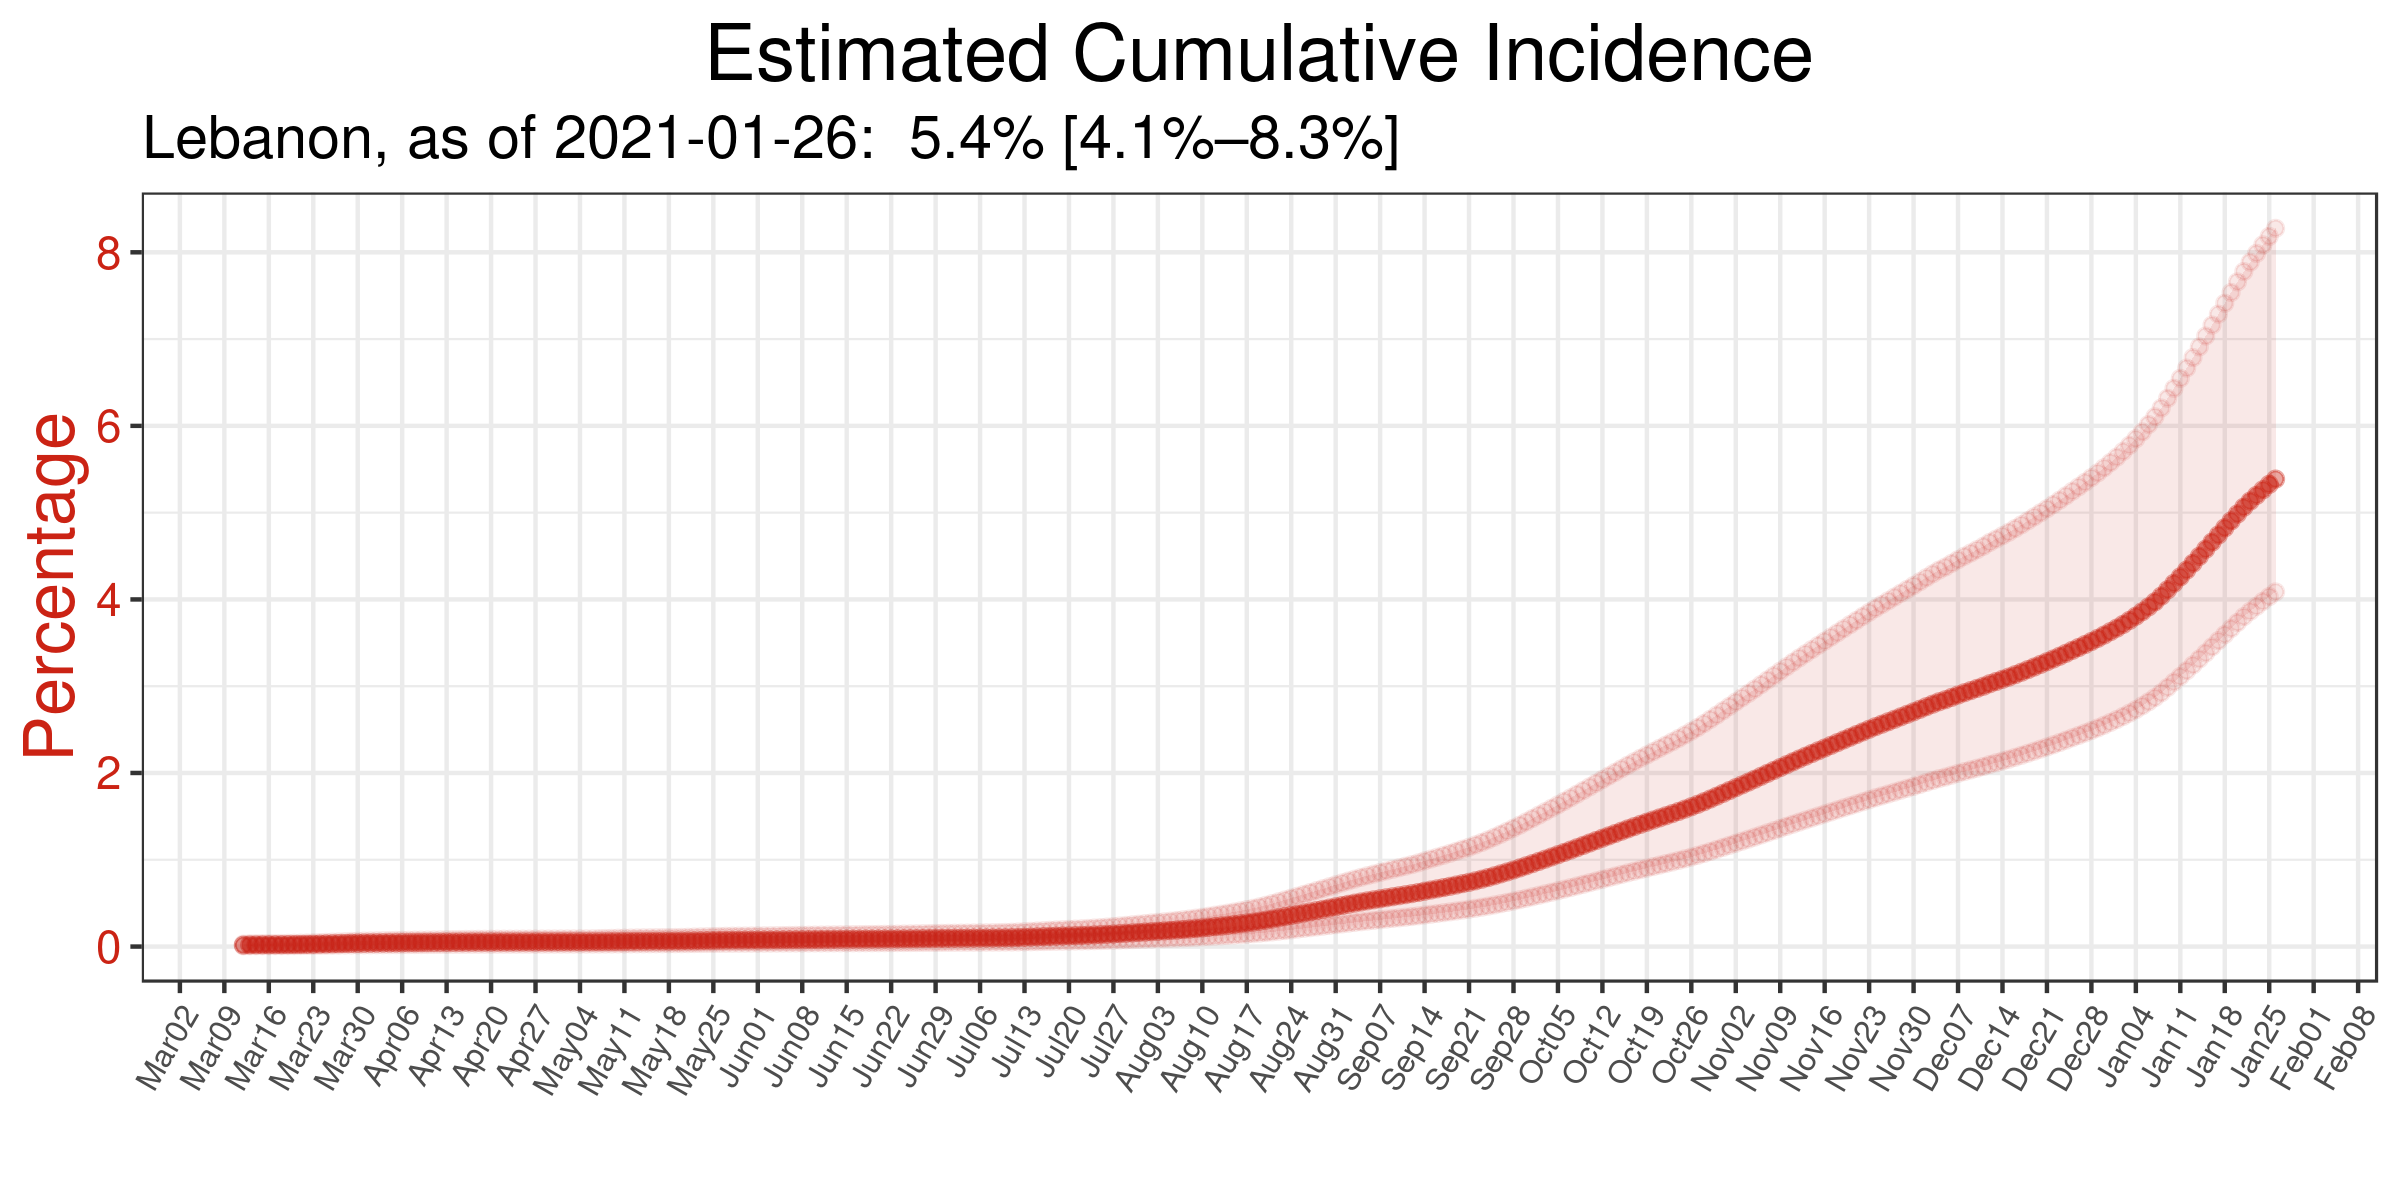 Estimated Cumulative Incidence
Lebanon, as of 2021-01-26:  5.4% [4.1%–8.3%]
Percentage
8
6
4
2
0
Mar02
Mar09
Mar16
Mar23
Mar30
Apr06
Apr13
Apr20
Apr27
May04
May11
May18
May25
Jun01
Jun08
Jun15
Jun22
Jun29
Jul06
Jul13
Jul20
Jul27
Aug03
Aug10
Aug17
Aug24
Aug31
Sep07
Sep14
Sep21
Sep28
Oct05
Oct12
Oct19
Oct26
Nov02
Nov09
Nov16
Nov23
Nov30
Dec07
Dec14
Dec21
Dec28
Jan04
Jan11
Jan18
Jan25
Feb01
Feb08